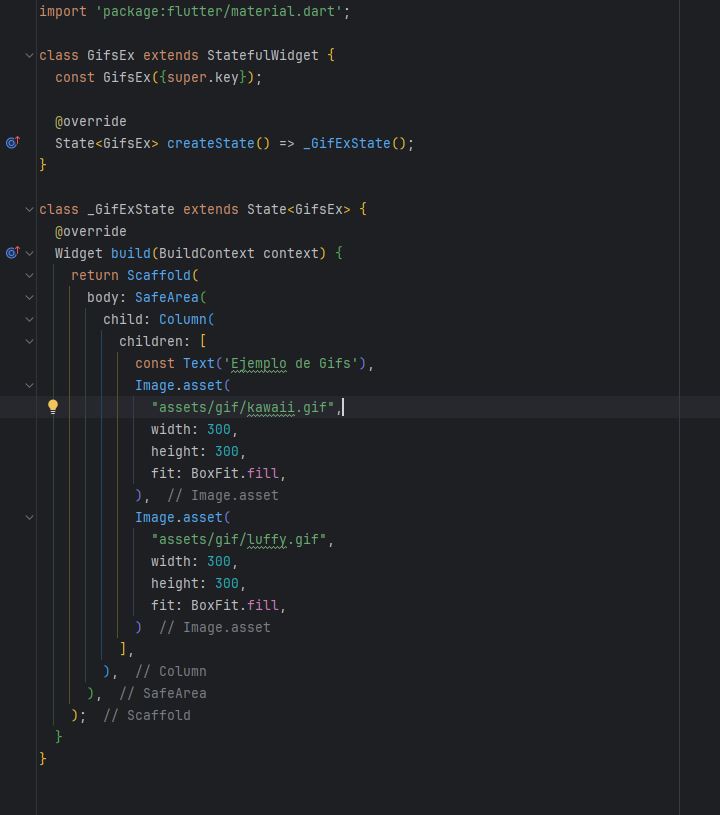 import 'package:flutter/material.dart';
class GifsEx extends StatefulWidget {
const GifsEx({super.key});
@override
State<GifsEx> createState() => _GifExState();
}
class _GifExState extends State<GifsEx> {
@override
Widget build(BuildContext context) {
return Scaffold(
body: SafeArea(
child: Column(
children: [
const Text('Ejemplo de Gifs'),
Image.asset(
"assets/gif/kawaii.gif",
width: 300,
height: 300,
fit: BoxFit.fill,
), // Image.asset
Image.asset(
"assets/gif/luffy.gif",
width: 300,
height: 300,
fit: BoxFit.fill,
) // Image.asset
],
), // Column
), // SafeArea
); // Scaffold
}
}